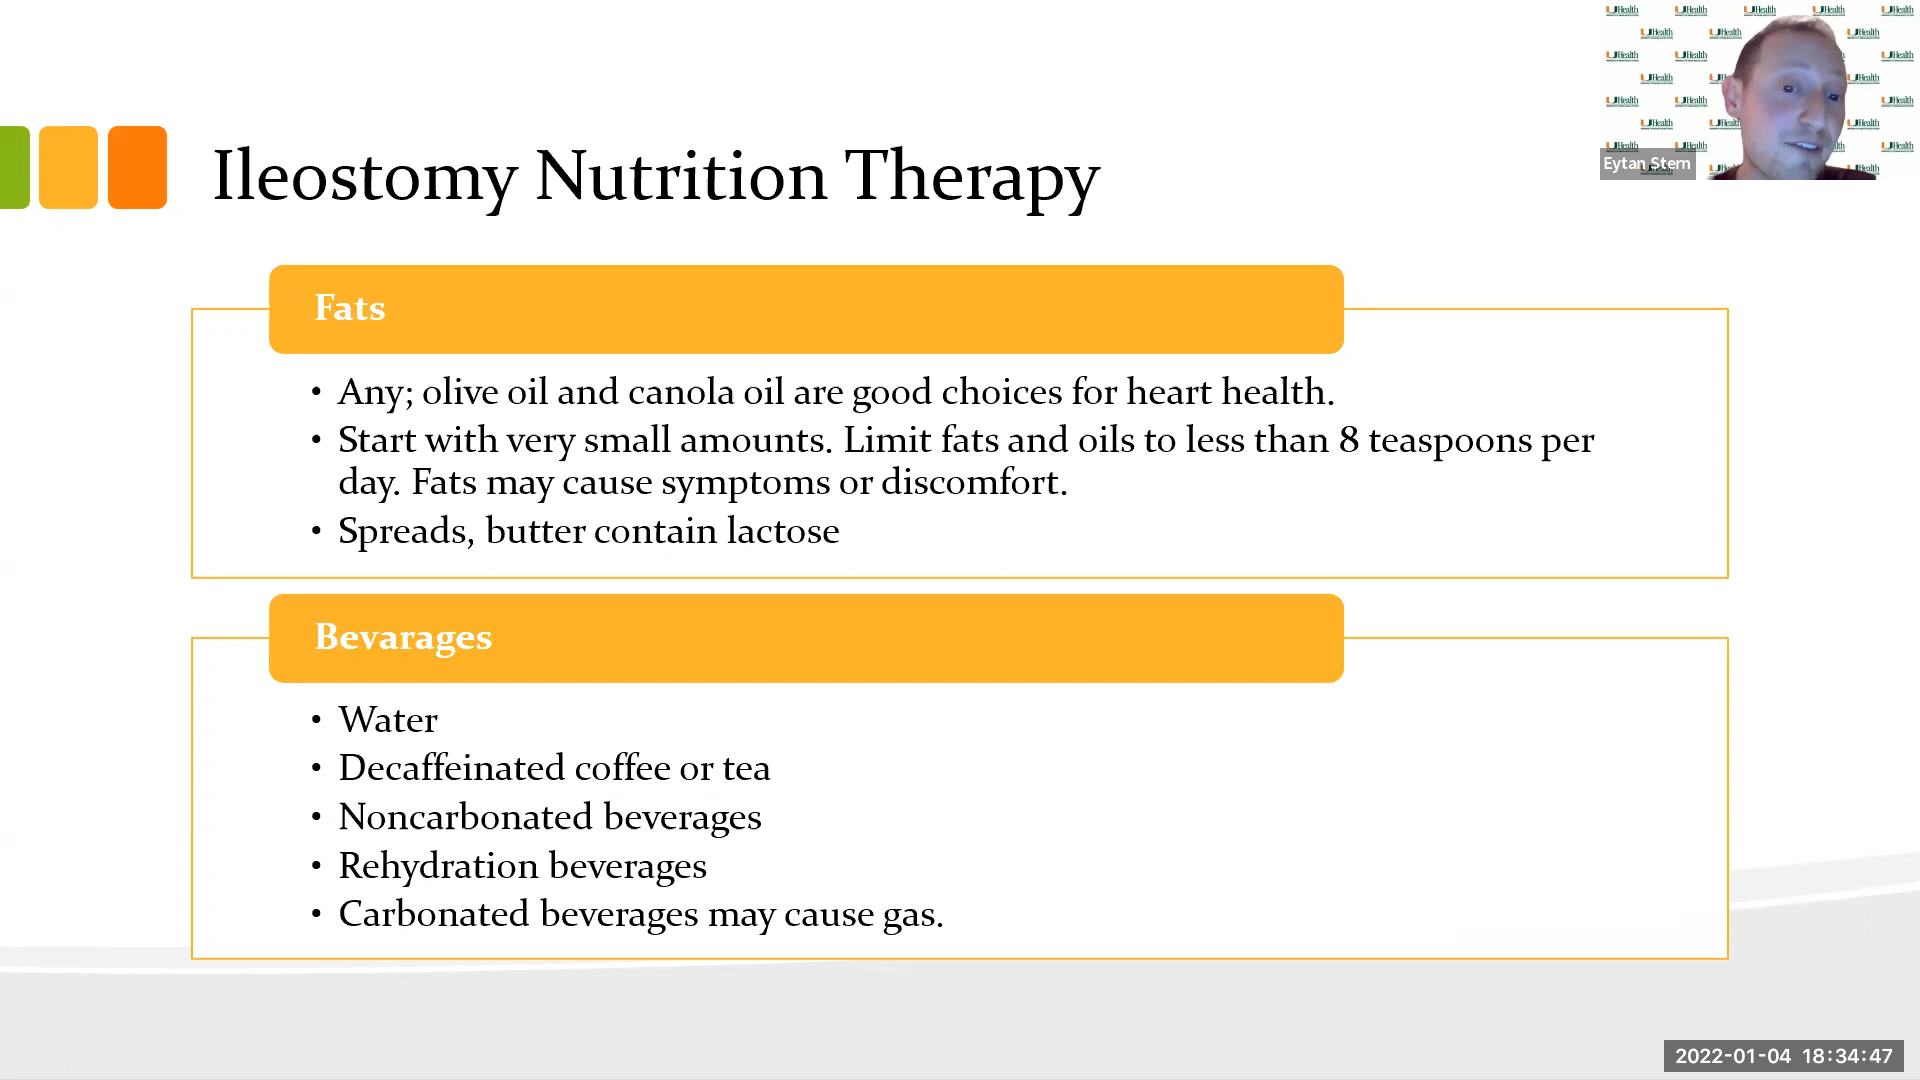 Ileostomy Nutrition Therapy
Fats
• Any; olive oil and canola oil are good choices for heart health.
• Start with very small amounts. Limit fats and oils to less than 8 teaspoons per
day. Fats may cause symptoms or discomfort.
• Spreads, butter contain lactose
Bevarages
• Water
• Decaffeinated coffee or tea
• Noncarbonated beverages
• Rehydration beverages
• Carbonated beverages may cause gas.
UHealth
Eytan Stern
2022-01-04 18:34:47